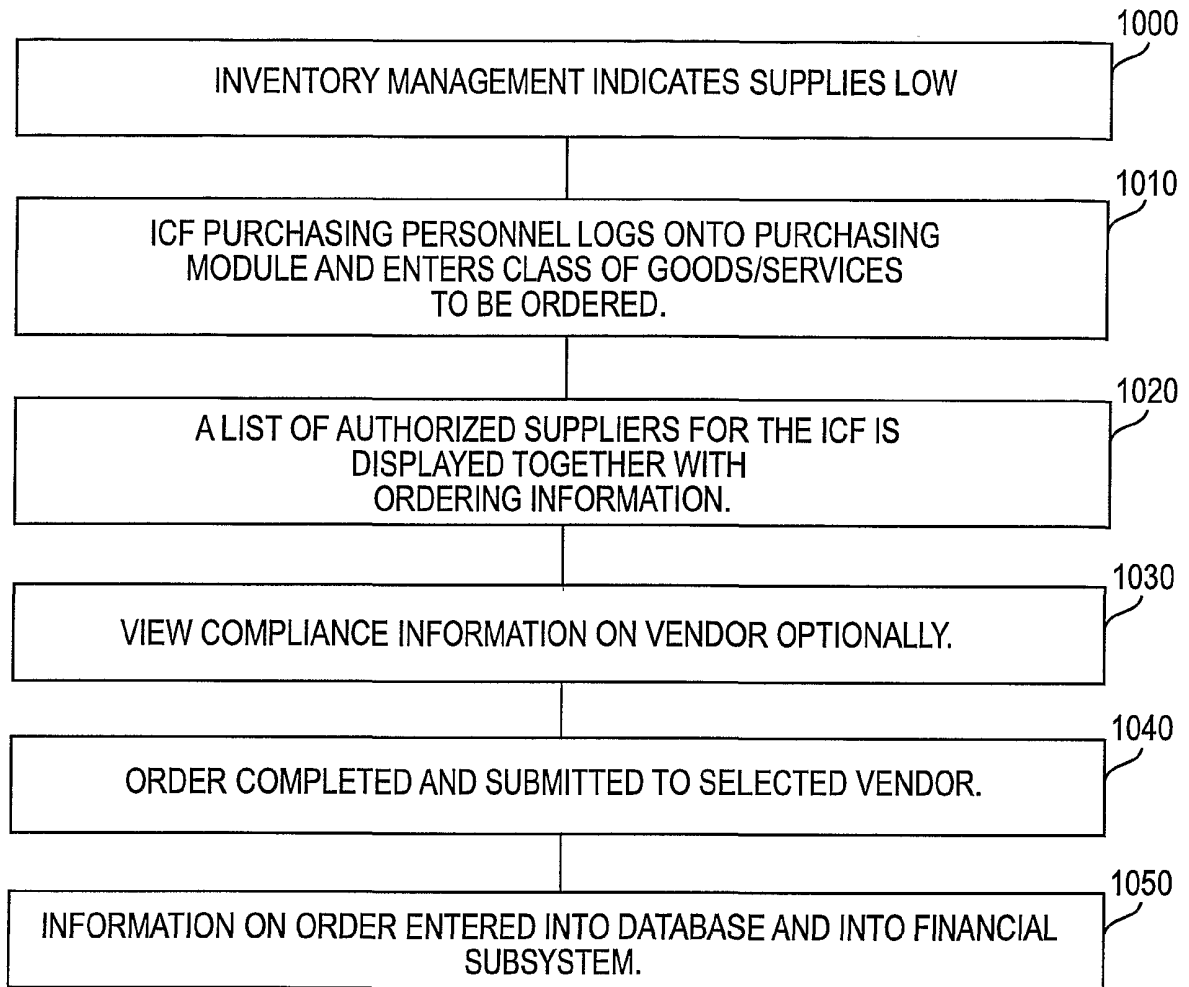 1000
INVENTORY MANAGEMENT INDICATES SUPPLIES LOW
1010
ICF PURCHASING PERSONNEL LOGS ONTO PURCHASING
MODULE AND ENTERS CLASS OF GOODS/SERVICES
TO BE ORDERED.
1020
A LIST OF AUTHORIZED SUPPLIERS FOR THE ICF IS
DISPLAYED TOGETHER WITH
ORDERING INFORMATION.
1030
VIEW COMPLIANCE INFORMATION ON VENDOR OPTIONALLY.
1040
ORDER COMPLETED AND SUBMITTED TO SELECTED VENDOR.
1050
INFORMATION ON ORDER ENTERED INTO DATABASE AND INTO FINANCIAL
SUBSYSTEM.